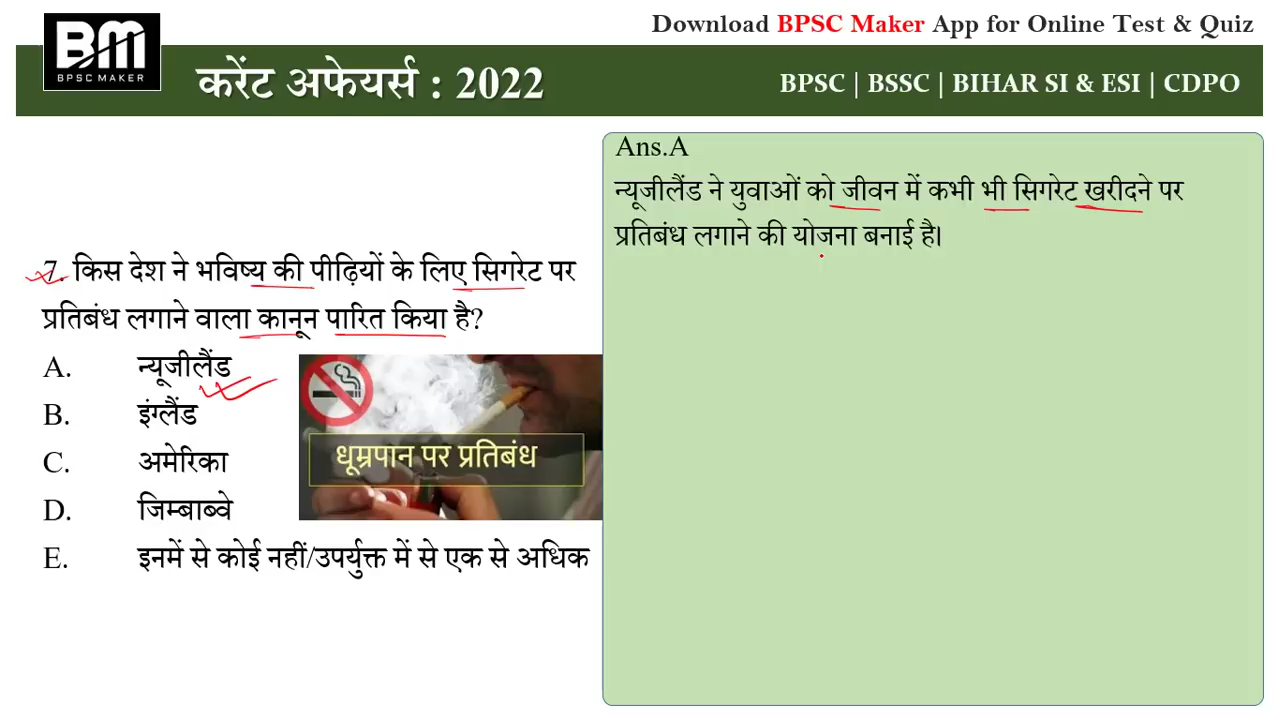 Download BPSC Maker App for Online Test & Quiz
BM
BPSC MAKER
करेंट अफेयर्स : 2022
BPSC | BSSC | BIHAR SI & ESI | CDPO
7. किस देश ने भविष्य की पीढ़ियों के लिए सिगरेट पर
प्रतिबंध लगाने वाला कानून पारित किया है?
A. न्यूजीलैंड
B. इंग्लैंड
C. अमेरिका
D. जिम्बाब्वे
E. इनमें से कोई नहीं/उपर्युक्त में से एक से अधिक
धूम्रपान पर प्रतिबंध
Ans.A
न्यूजीलैंड ने युवाओं को जीवन में कभी भी सिगरेट खरीदने पर
प्रतिबंध लगाने की योजना बनाई है।